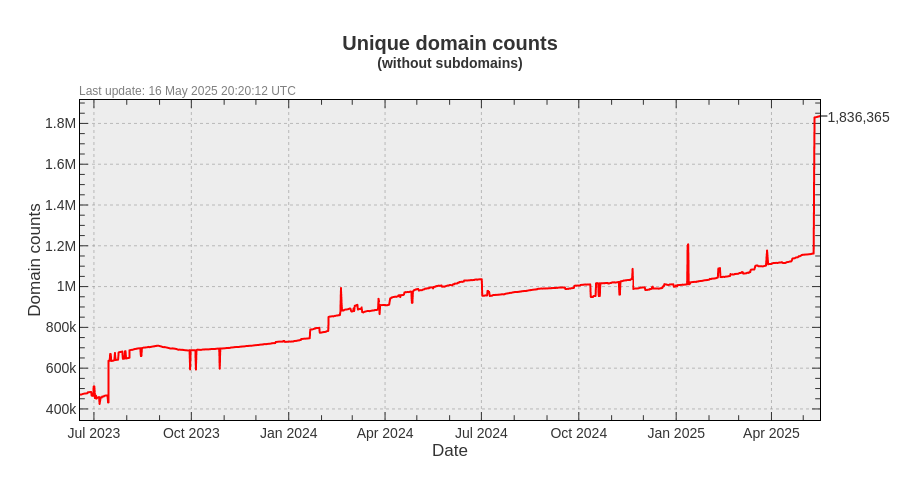 Unique domain counts
(without subdomains)
Last update: 16 May 2025 20:20:12 UTC
1.8M
1,836,365
1.6M
1.4M
1.2M
1M
800k
600k
400k
Domain counts
Jul 2023 Oct 2023 Jan 2024 Apr 2024 Jul 2024 Oct 2024 Jan 2025 Apr 2025
Date